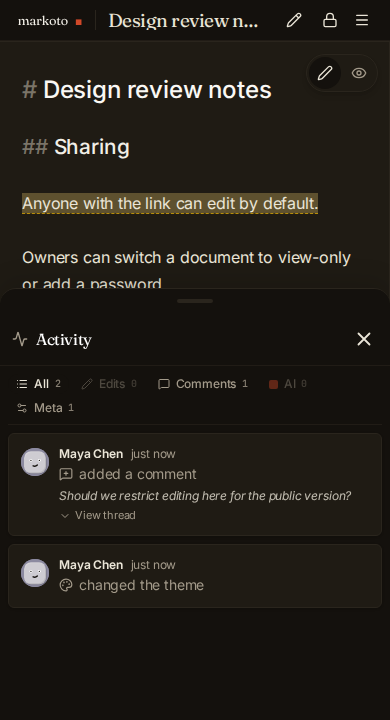 markoto
Design review n...
# Design review notes
## Sharing
Anyone with the link can edit by default.
Owners can switch a document to view-only
or add a password
Activity
All 2 Edits 0 Comments 1 AI 0
Meta 1
Maya Chen just now
added a comment
Should we restrict editing here for the public version?
View thread
Maya Chen just now
changed the theme